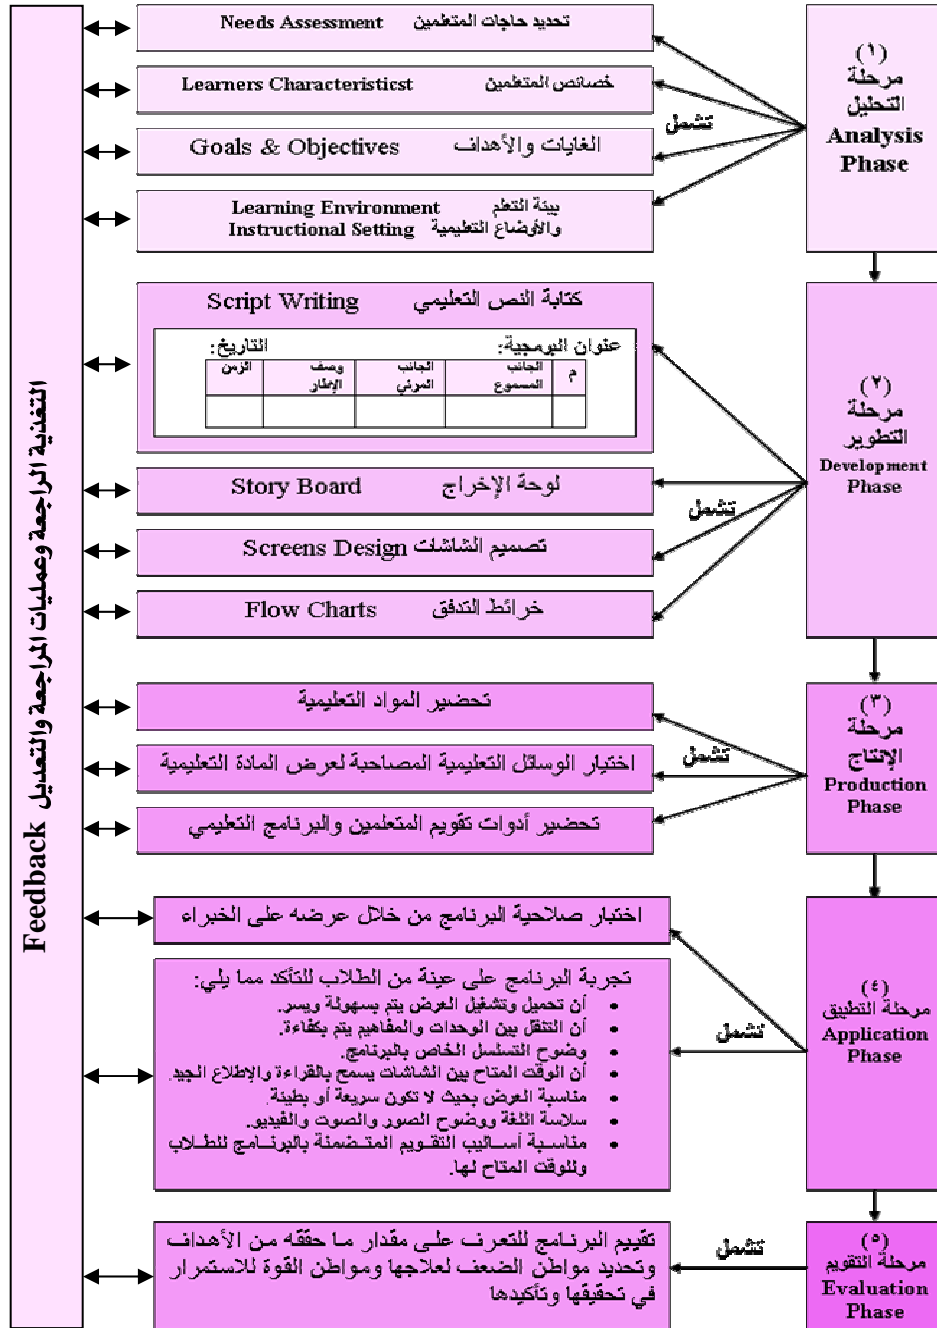 (١)
مرحلة
التحليل
Analysis
Phase
تشمل
تحديد حاجات المتعلمين Needs Assessment
خصائص المتعلمين Learners Characteristicst
الغايات والأهداف Goals & Objectives
بيئة التعلم Learning Environment
والأوضاع التعليمية Instructional Setting
(٢)
مرحلة
التطوير
Development
Phase
تشمل
كتابة النص التعليمي Script Writing
عنوان البرمجية: التاريخ:
م الجانب المسموع الجانب المرئي وصف الإطار الزمن
لوحة الإخراج Story Board
تصميم الشاشات Screens Design
خرائط التدفق Flow Charts
(٣)
مرحلة
الإنتاج
Production
Phase
تشمل
تحضير المواد التعليمية
اختيار الوسائل التعليمية المصاحبة لعرض المادة التعليمية
تحضير أدوات تقويم المتعلمين والبرنامج التعليمي
(٤)
مرحلة التطبيق
Application
Phase
تشمل
اختبار صلاحية البرنامج من خلال عرضه على الخبراء
تجربة البرنامج على عينة من الطلاب للتأكد مما يلي:
• أن تحميل وتشغيل العرض يتم بسهولة ويسر.
• أن التنقل بين الوحدات والمفاهيم يتم بكفاءة.
• وضوح التسلسل الخاص بالبرنامج.
• أن الوقت المتاح بين الشاشات يسمح بالقراءة والإطلاع الجيد.
• مناسبة العرض بحيث لا تكون سريعة أو بطيئة.
• سلاسة اللغة ووضوح الصور والصوت والفيديو.
• مناسبة أساليب التقويم المتضمنة بالبرنامج للطلاب
وللوقت المتاح لها.
(٥)
مرحلة التقويم
Evaluation
Phase
تشمل
تقييم البرنامج للتعرف على مقدار ما حققه من الأهداف
وتحديد مواطن الضعف لعلاجها ومواطن القوة للاستمرار
في تحقيقها وتأكيدها
التغذية الراجعة وعمليات المراجعة والتعديل Feedback